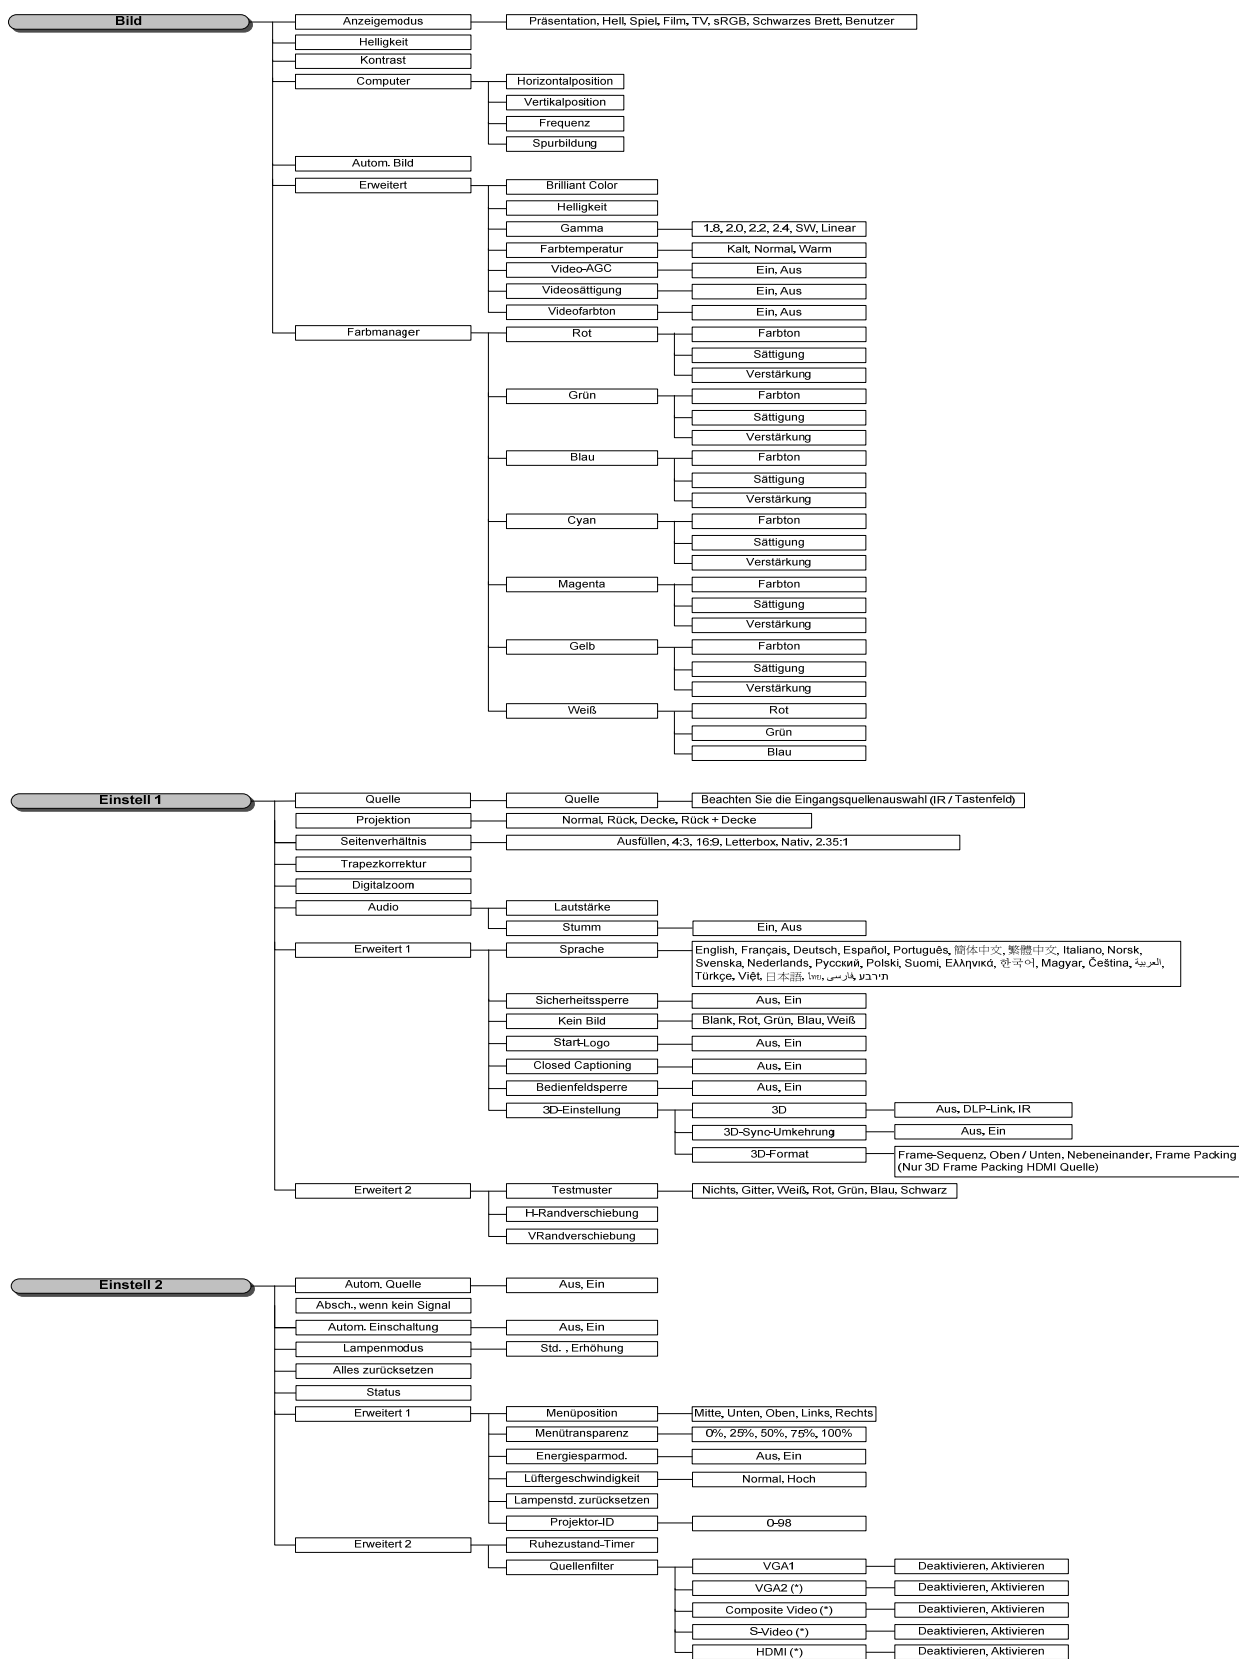 Bild
Anzeigemodus
Präsentation, Hell, Spiel, Film, TV, sRGB, Schwarzes Brett, Benutzer
Helligkeit
Kontrast
Computer
Horizontalposition
Vertikalposition
Frequenz
Spurbildung
Autom. Bild
Erweitert
Brilliant Color
Helligkeit
Gamma
1.8, 2.0, 2.2, 2.4, SW, Linear
Farbtemperatur
Kalt, Normal, Warm
Video-AGC
Ein, Aus
Videosättigung
Ein, Aus
Videofarbton
Ein, Aus
Farbmanager
Rot
Farbton
Sättigung
Verstärkung
Grün
Farbton
Sättigung
Verstärkung
Blau
Farbton
Sättigung
Verstärkung
Cyan
Farbton
Sättigung
Verstärkung
Magenta
Farbton
Sättigung
Verstärkung
Gelb
Farbton
Sättigung
Verstärkung
Weiß
Rot
Grün
Blau
Einstell 1
Quelle
Quelle
Beachten Sie die Eingangsquellenauswahl (IR / Tastenfeld)
Projektion
Normal, Rück, Decke, Rück + Decke
Seitenverhältnis
Ausfüllen, 4:3, 16:9, Letterbox, Nativ, 2.35:1
Trapezkorrektur
Digitalzoom
Audio
Lautstärke
Stumm
Ein, Aus
Erweitert 1
Sprache
English, Français, Deutsch, Español, Português, 簡体中文, 繁體中文, Italiano, Norsk,
Svenska, Nederlands, Русский, Polski, Suomi, Ελληνικά, 한국어, Magyar, Čeština, العربية,
Türkçe, Việt, 日本語, ไทย, فارسی, תירבע
Sicherheitssperre
Aus, Ein
Kein Bild
Blank, Rot, Grün, Blau, Weiß
Start-Logo
Aus, Ein
Closed Captioning
Aus, Ein
Bedienfeldsperre
Aus, Ein
3D-Einstellung
3D
Aus, DLP-Link, IR
3D-Sync-Umkehrung
Aus, Ein
3D-Format
Frame-Sequenz, Oben / Unten, Nebeneinander, Frame Packing
(Nur 3D Frame Packing HDMI Quelle)
Erweitert 2
Testmuster
Nichts, Gitter, Weiß, Rot, Grün, Blau, Schwarz
H-Randverschiebung
VRandverschiebung
Einstell 2
Autom. Quelle
Aus, Ein
Absch., wenn kein Signal
Autom. Einschaltung
Aus, Ein
Lampenmodus
Std. , Erhöhung
Alles zurücksetzen
Status
Erweitert 1
Menüposition
Mitte, Unten, Oben, Links, Rechts
Menütransparenz
0%, 25%, 50%, 75%, 100%
Energiesparmod.
Aus, Ein
Lüftergeschwindigkeit
Normal, Hoch
Lampenstd. zurücksetzen
Projektor-ID
0-98
Erweitert 2
Ruhezustand-Timer
Quellenfilter
VGA1
Deaktivieren, Aktivieren
VGA2 (*)
Deaktivieren, Aktivieren
Composite Video (*)
Deaktivieren, Aktivieren
S-Video (*)
Deaktivieren, Aktivieren
HDMI (*)
Deaktivieren, Aktivieren